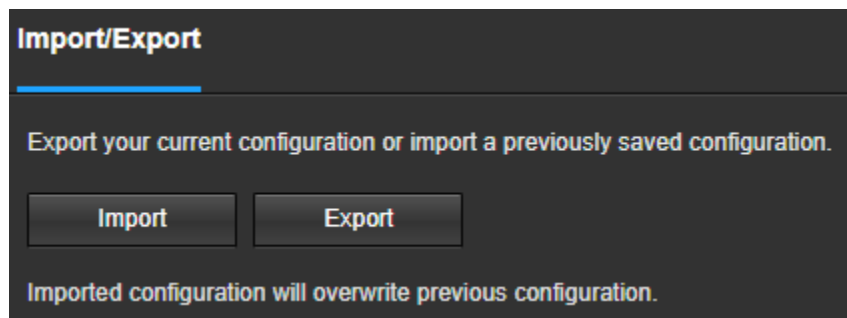 Import/Export
Export your current configuration or import a previously saved configuration.
Import Export
Imported configuration will overwrite previous configuration.